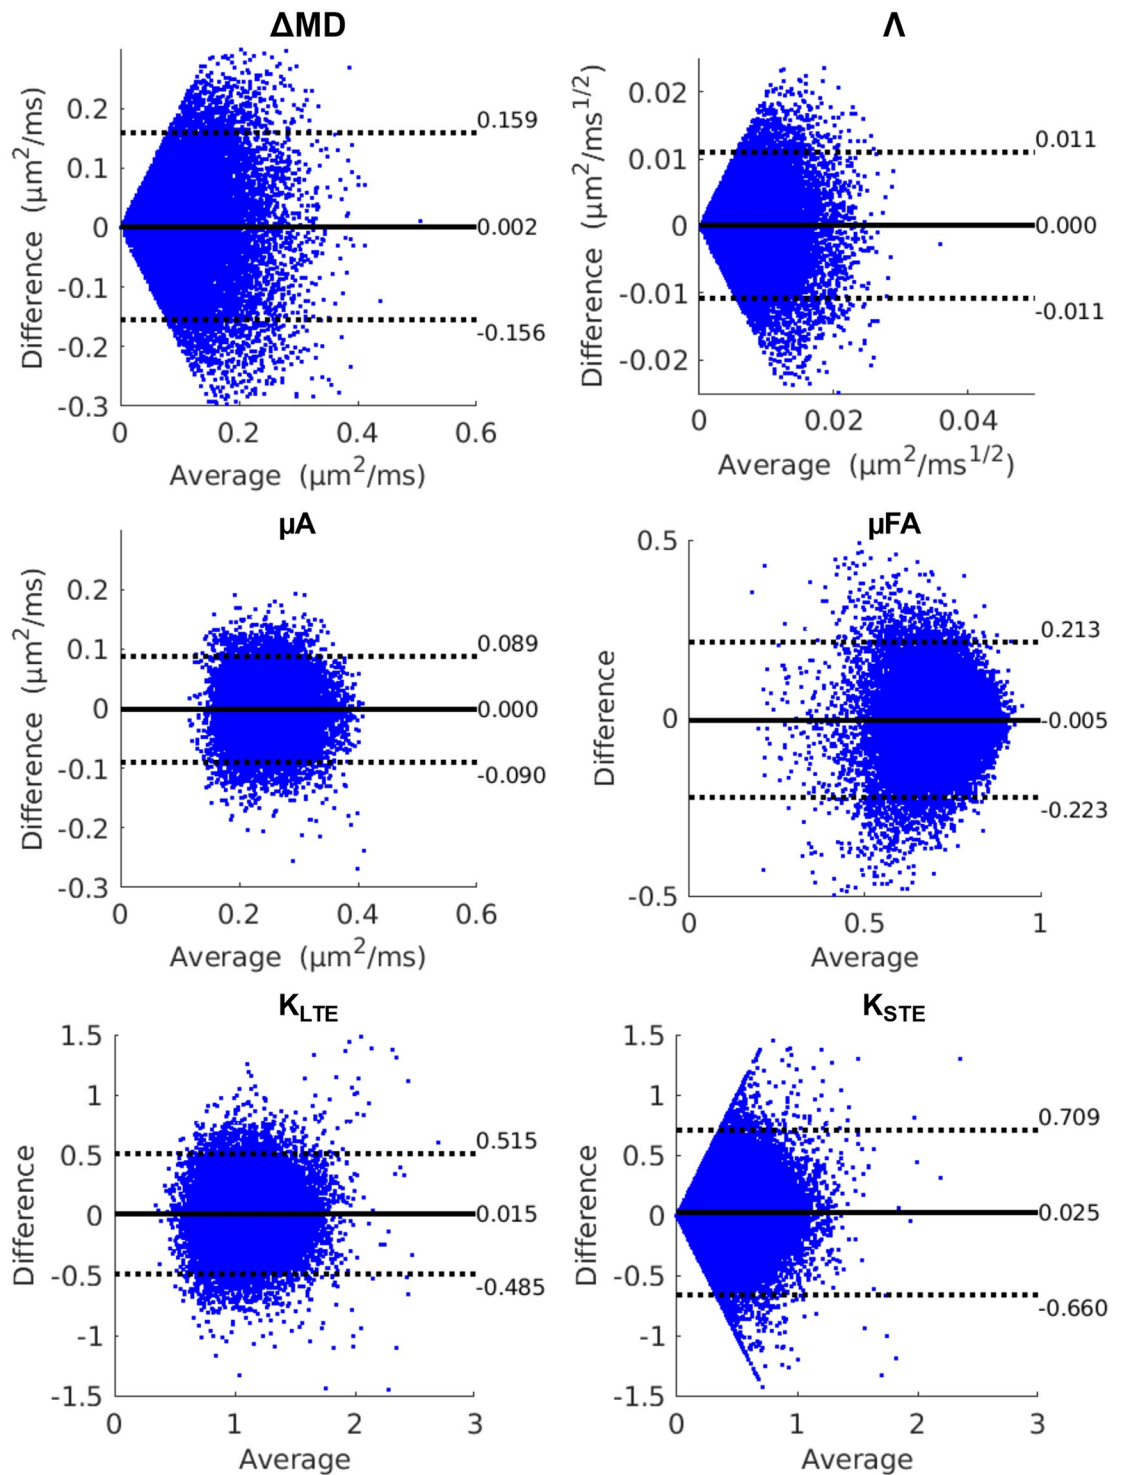 ΔMD
Difference (μm²/ms)
0.2
0.1
0
-0.1
-0.2
-0.3
0.159
0.002
-0.156
0 0.2 0.4 0.6
Average (μm²/ms)
Λ
Difference (μm²/ms^1/2)
0.02
0.01
0
-0.01
-0.02
0.011
0.000
-0.011
0 0.02 0.04
Average (μm²/ms^1/2)
μA
Difference (μm²/ms)
0.2
0.1
0
-0.1
-0.2
-0.3
0.089
0.000
-0.090
0 0.2 0.4 0.6
Average (μm²/ms)
μFA
Difference
0.5
0
-0.5
0.213
-0.005
-0.223
0 0.5 1
Average
K_LTE
Difference
1.5
1
0.5
0
-0.5
-1
-1.5
0.515
0.015
-0.485
0 1 2 3
Average
K_STE
Difference
1.5
1
0.5
0
-0.5
-1
-1.5
0.709
0.025
-0.660
0 1 2 3
Average